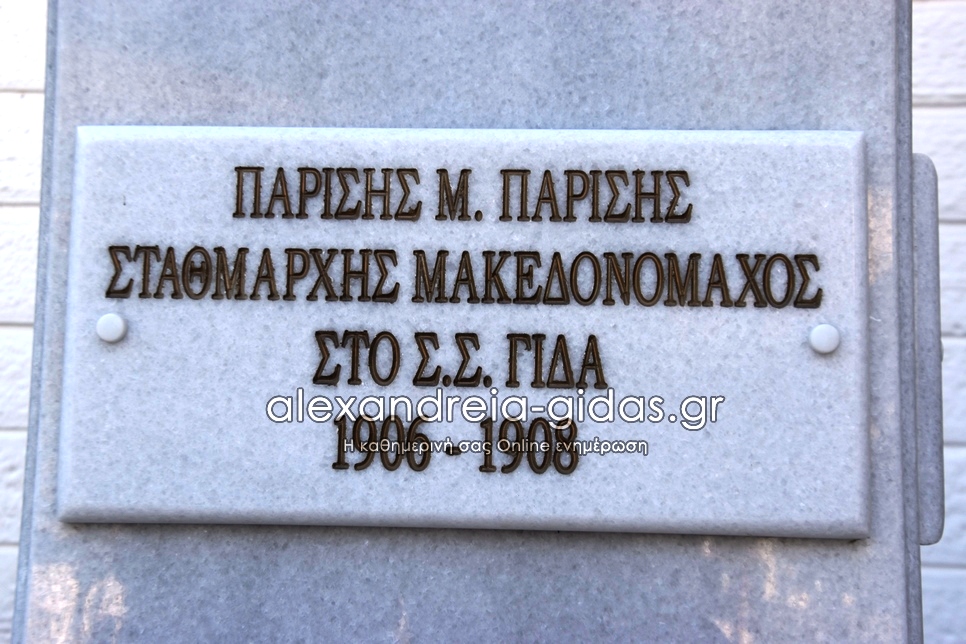 ΠΑΡΙΣΗΣ Μ. ΠΑΡΙΣΗΣ
ΣΤΑΘΜΑΡΧΗΣ ΜΑΚΕΔΟΝΟΜΑΧΟΣ
ΣΤΟ Σ.Σ. ΓΙΔΑ
alexandreia-gidas.gr
Η καθημερινή σας Online ενημέρωση
1906 - 1908